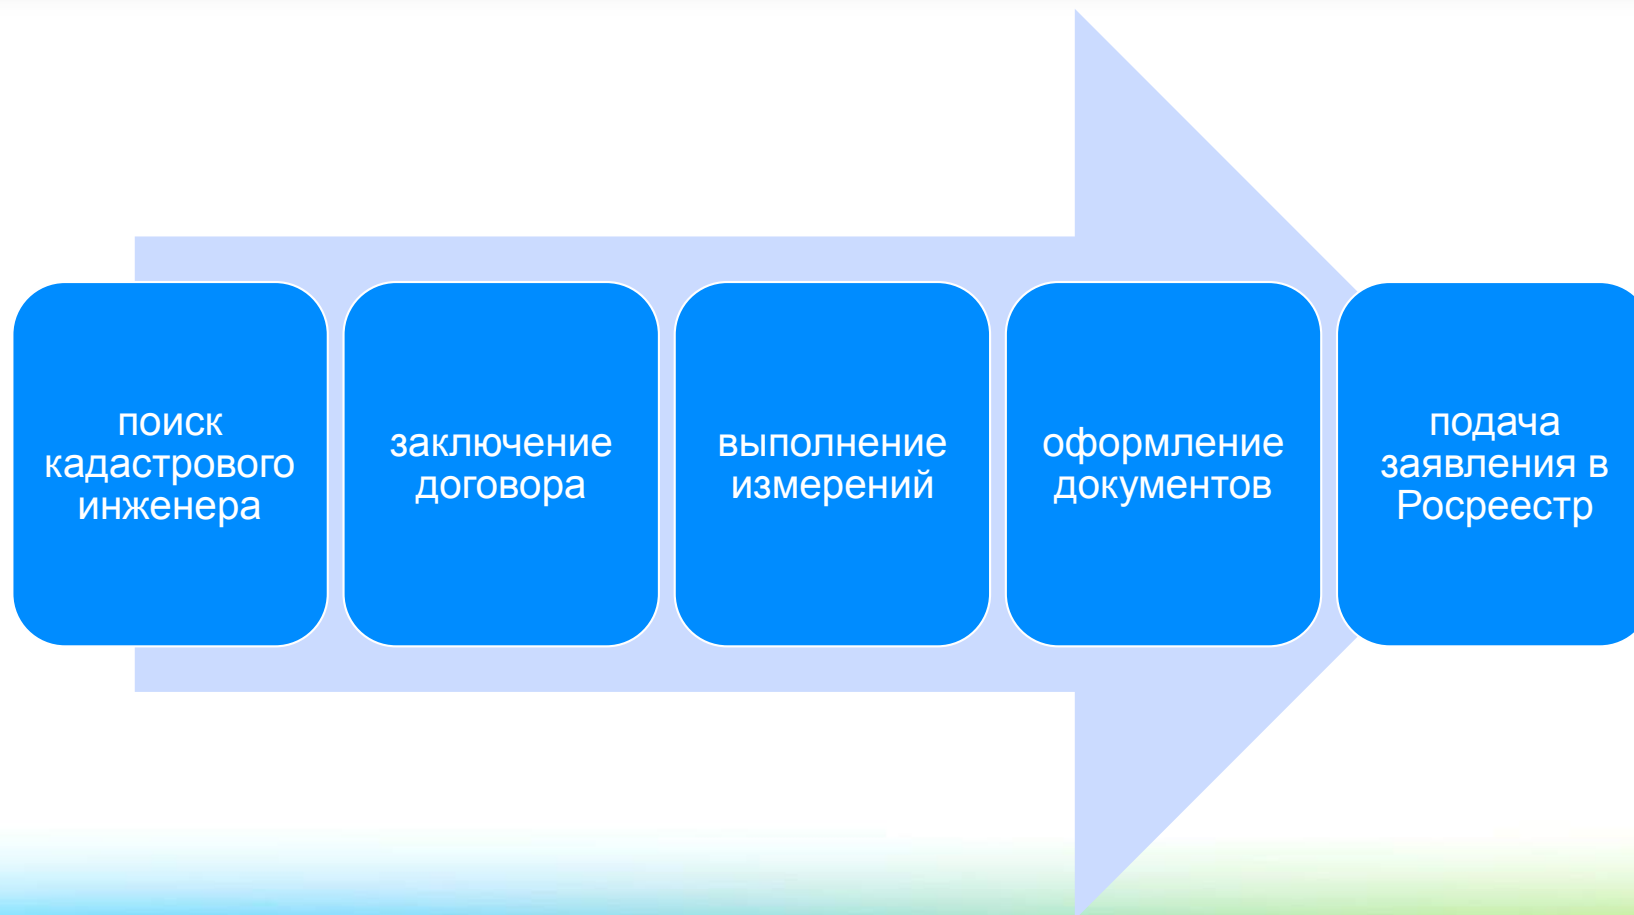 поиск
кадастрового
инженера
заключение
договора
выполнение
измерений
оформление
документов
подача
заявления в
Росреестр